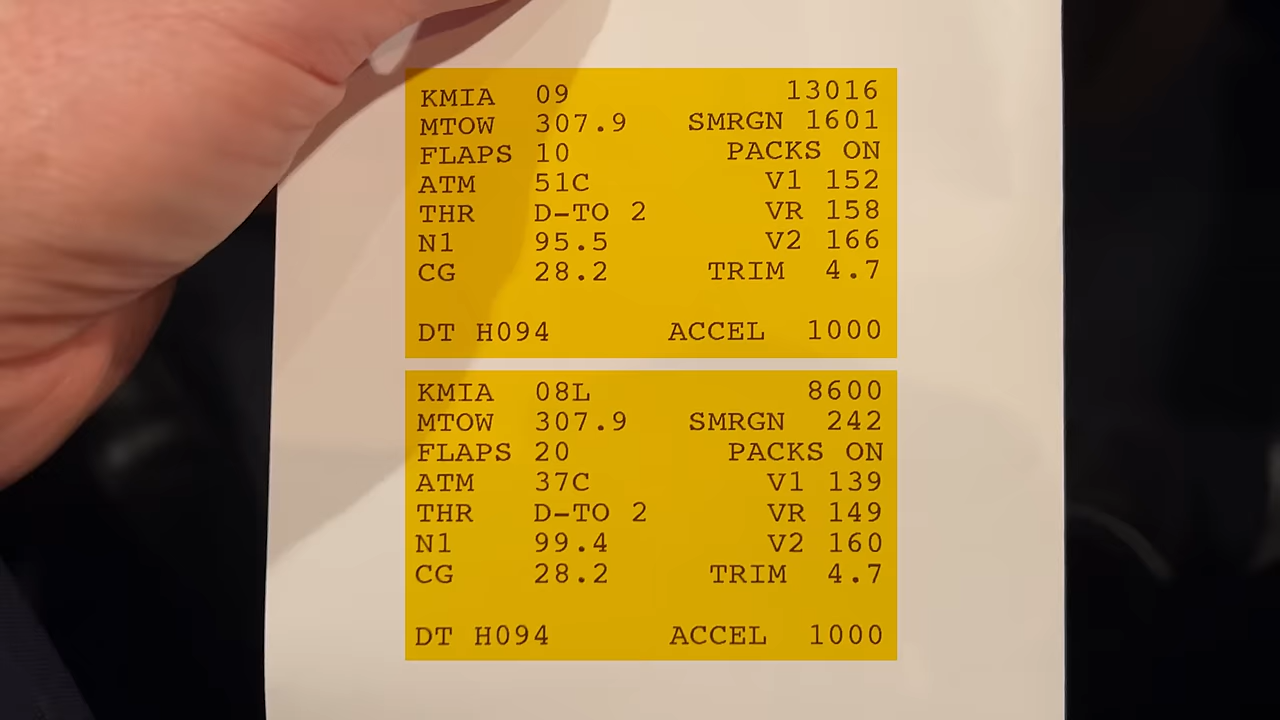 KMIA 09 13016
MTOW 307.9 SMRGN 1601
FLAPS 10 PACKS ON
ATM 51C V1 152
THR D-TO 2 VR 158
N1 95.5 V2 166
CG 28.2 TRIM 4.7
DT H094 ACCEL 1000
KMIA 08L 8600
MTOW 307.9 SMRGN 242
FLAPS 20 PACKS ON
ATM 37C V1 139
THR D-TO 2 VR 149
N1 99.4 V2 160
CG 28.2 TRIM 4.7
DT H094 ACCEL 1000